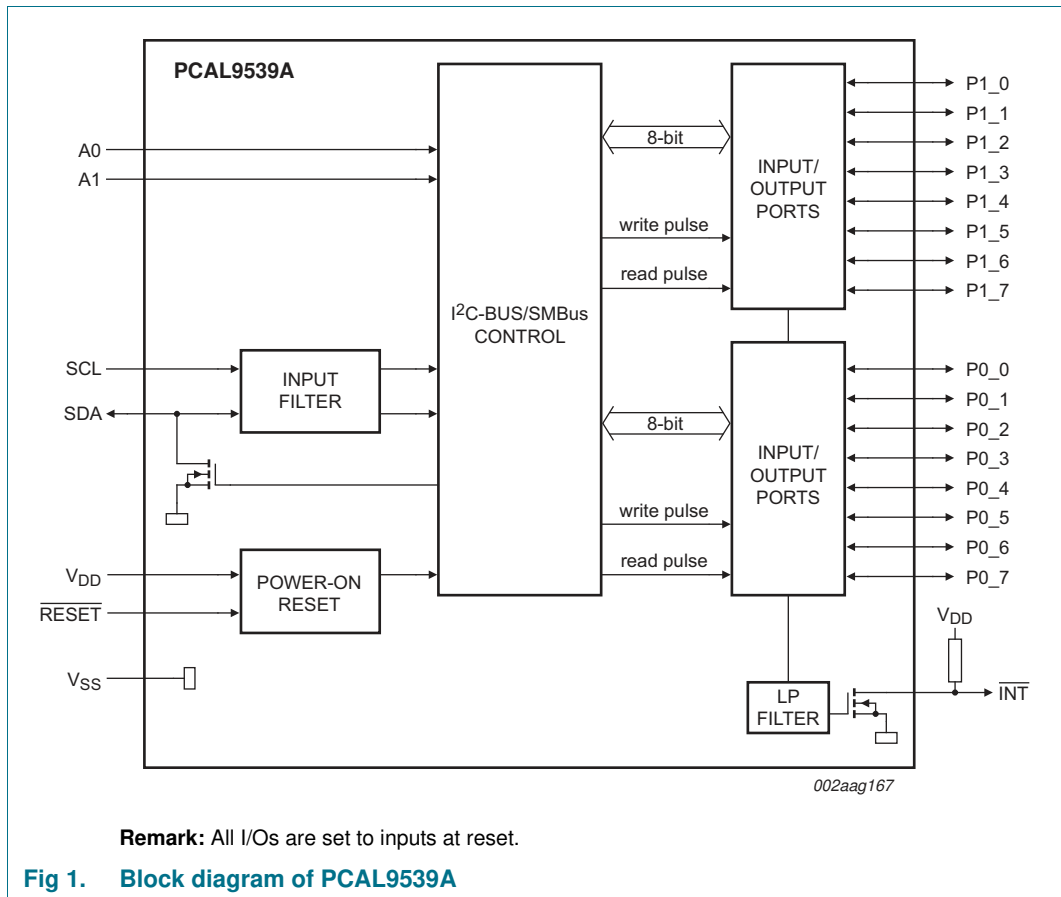 PCAL9539A
A0
A1
SCL
SDA
VDD
RESET
VSS
INPUT
FILTER
POWER-ON
RESET
I2C-BUS/SMBus
CONTROL
8-bit
write pulse
read pulse
8-bit
write pulse
read pulse
INPUT/
OUTPUT
PORTS
INPUT/
OUTPUT
PORTS
LP
FILTER
P1_0
P1_1
P1_2
P1_3
P1_4
P1_5
P1_6
P1_7
P0_0
P0_1
P0_2
P0_3
P0_4
P0_5
P0_6
P0_7
VDD
INT
002aag167
Remark: All I/Os are set to inputs at reset.
Fig 1. Block diagram of PCAL9539A